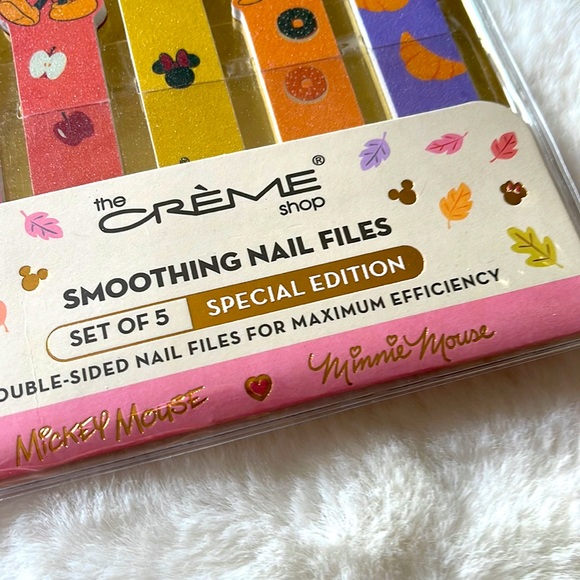 the
CRÈME®
shop
SMOOTHING NAIL FILES
SET OF 5 SPECIAL EDITION
OUBLE-SIDED NAIL FILES FOR MAXIMUM EFFICIENCY
Mickey Mouse Minnie Mouse